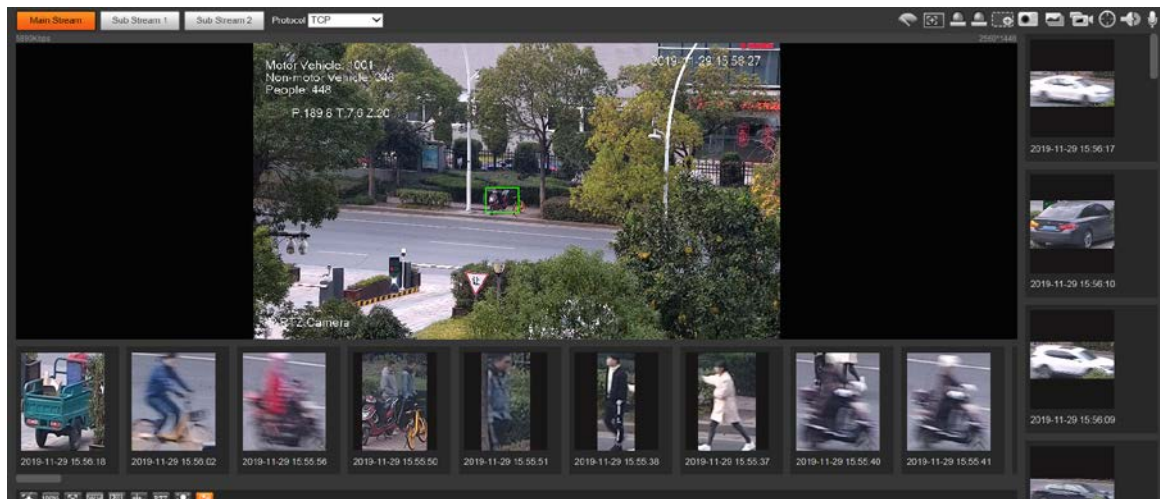 Main Stream Sub Stream 1 Sub Stream 2 Protocol TCP
5890Kbps 2560*1440
Motor Vehicle: 1001
Non-motor Vehicle: 248
People: 448
2019-11-29 15:58:27
P:189.8 T:7.6 Z:20
让
PTZ Camera
2019-11-29 15:56:17
2019-11-29 15:56:10
2019-11-29 15:56:09
2019-11-29 15:56:18 2019-11-29 15:56:02 2019-11-29 15:55:56 2019-11-29 15:55:50 2019-11-29 15:55:51 2019-11-29 15:55:38 2019-11-29 15:55:37 2019-11-29 15:55:40 2019-11-29 15:55:41